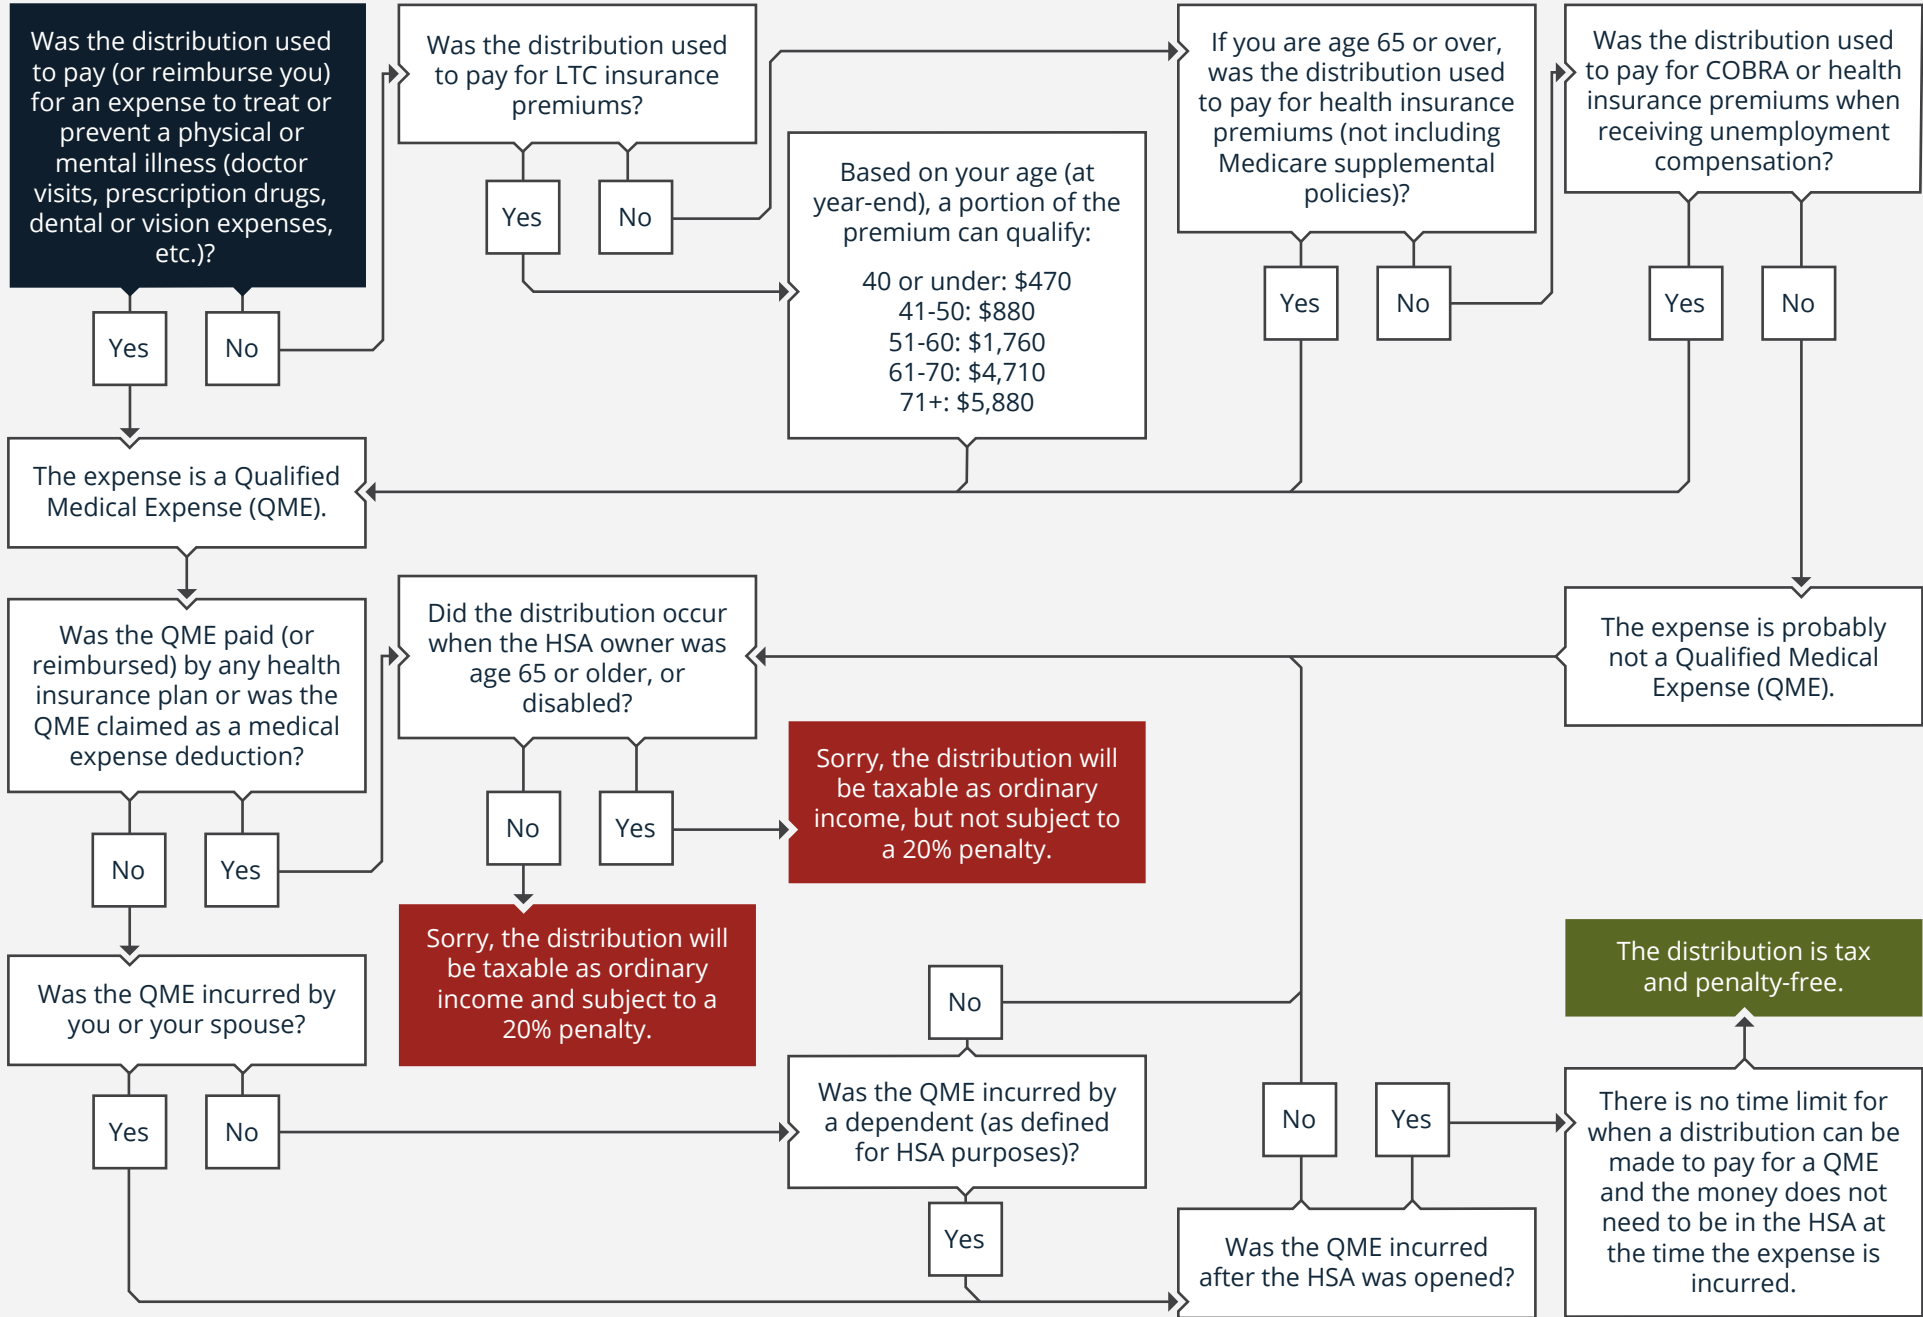 Was the distribution used
to pay (or reimburse you)
for an expense to treat or
prevent a physical or
mental illness (doctor
visits, prescription drugs,
dental or vision expenses,
etc.)?
Yes
No
Was the distribution used
to pay for LTC insurance
premiums?
Yes
No
Based on your age (at
year-end), a portion of the
premium can qualify:
40 or under: $470
41-50: $880
51-60: $1,760
61-70: $4,710
71+: $5,880
If you are age 65 or over,
was the distribution used
to pay for health insurance
premiums (not including
Medicare supplemental
policies)?
Yes
No
Was the distribution used
to pay for COBRA or health
insurance premiums when
receiving unemployment
compensation?
Yes
No
The expense is a Qualified
Medical Expense (QME).
Was the QME paid (or
reimbursed) by any health
insurance plan or was the
QME claimed as a medical
expense deduction?
No
Yes
Did the distribution occur
when the HSA owner was
age 65 or older, or
disabled?
No
Yes
Sorry, the distribution will
be taxable as ordinary
income, but not subject to
a 20% penalty.
Sorry, the distribution will
be taxable as ordinary
income and subject to a
20% penalty.
The expense is probably
not a Qualified Medical
Expense (QME).
Was the QME incurred by
you or your spouse?
Yes
No
No
Was the QME incurred by
a dependent (as defined
for HSA purposes)?
Yes
No
Yes
Was the QME incurred
after the HSA was opened?
The distribution is tax
and penalty-free.
There is no time limit for
when a distribution can be
made to pay for a QME
and the money does not
need to be in the HSA at
the time the expense is
incurred.